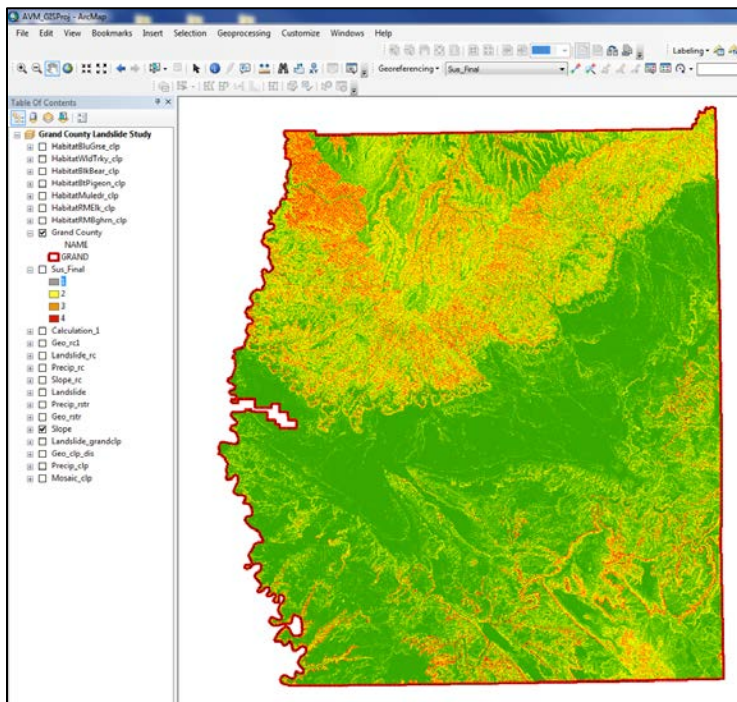 AVM_GISProj - ArcMap
File Edit View Bookmarks Insert Selection Geoprocessing Customize Windows Help
Labeling
Georeferencing Sus_Final
Table Of Contents
Grand County Landslide Study
HabitatBluGrse_clp
HabitatWldTrky_clp
HabitatBlkBear_clp
HabitatBtPigeon_clp
HabitatMuledr_clp
HabitatRMElk_clp
HabitatRMBghrn_clp
Grand County
NAME
GRAND
Sus_Final
1
2
3
4
Calculation_1
Geo_rc1
Landslide_rc
Precip_rc
Slope_rc
Landslide
Precip_rstr
Geo_rstr
Slope
Landslide_grandclp
Geo_clp_dis
Precip_clp
Mosaic_clp